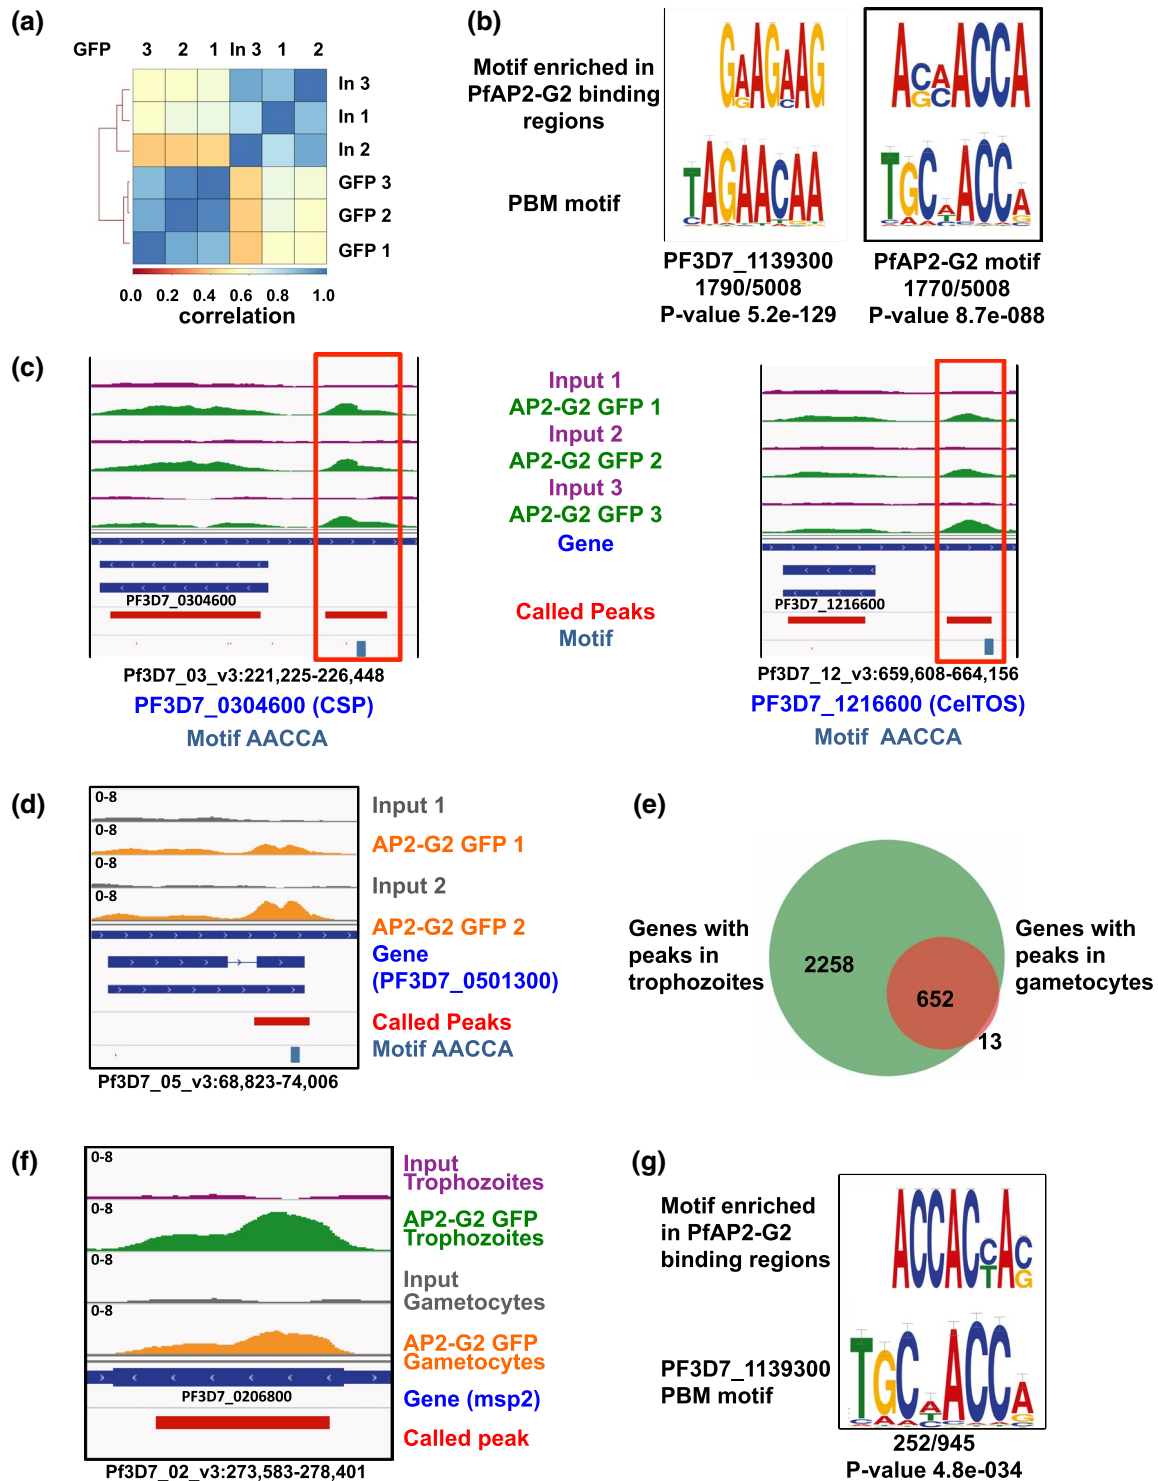 (a)
GFP 3 2 1 In 3 1 2
In 3
In 1
In 2
GFP 3
GFP 2
GFP 1
0.0 0.2 0.4 0.6 0.8 1.0
correlation
(b)
Motif enriched in
PfAP2-G2 binding
regions
PBM motif
PF3D7_1139300
1790/5008
P-value 5.2e-129
PfAP2-G2 motif
1770/5008
P-value 8.7e-088
(c)
PF3D7_0304600
Pf3D7_03_v3:221,225-226,448
PF3D7_0304600 (CSP)
Motif AACCA
Input 1
AP2-G2 GFP 1
Input 2
AP2-G2 GFP 2
Input 3
AP2-G2 GFP 3
Gene
Called Peaks
Motif
PF3D7_1216600
Pf3D7_12_v3:659,608-664,156
PF3D7_1216600 (CelTOS)
Motif AACCA
(d)
0-8
0-8
0-8
0-8
Input 1
AP2-G2 GFP 1
Input 2
AP2-G2 GFP 2
Gene
(PF3D7_0501300)
Called Peaks
Motif AACCA
Pf3D7_05_v3:68,823-74,006
(e)
Genes with
peaks in
trophozoites
2258
652
13
Genes with
peaks in
gametocytes
(f)
0-8
0-8
0-8
0-8
Input
Trophozoites
AP2-G2 GFP
Trophozoites
Input
Gametocytes
AP2-G2 GFP
Gametocytes
PF3D7_0206800
Gene (msp2)
Called peak
Pf3D7_02_v3:273,583-278,401
(g)
Motif enriched
in PfAP2-G2
binding regions
PF3D7_1139300
PBM motif
252/945
P-value 4.8e-034